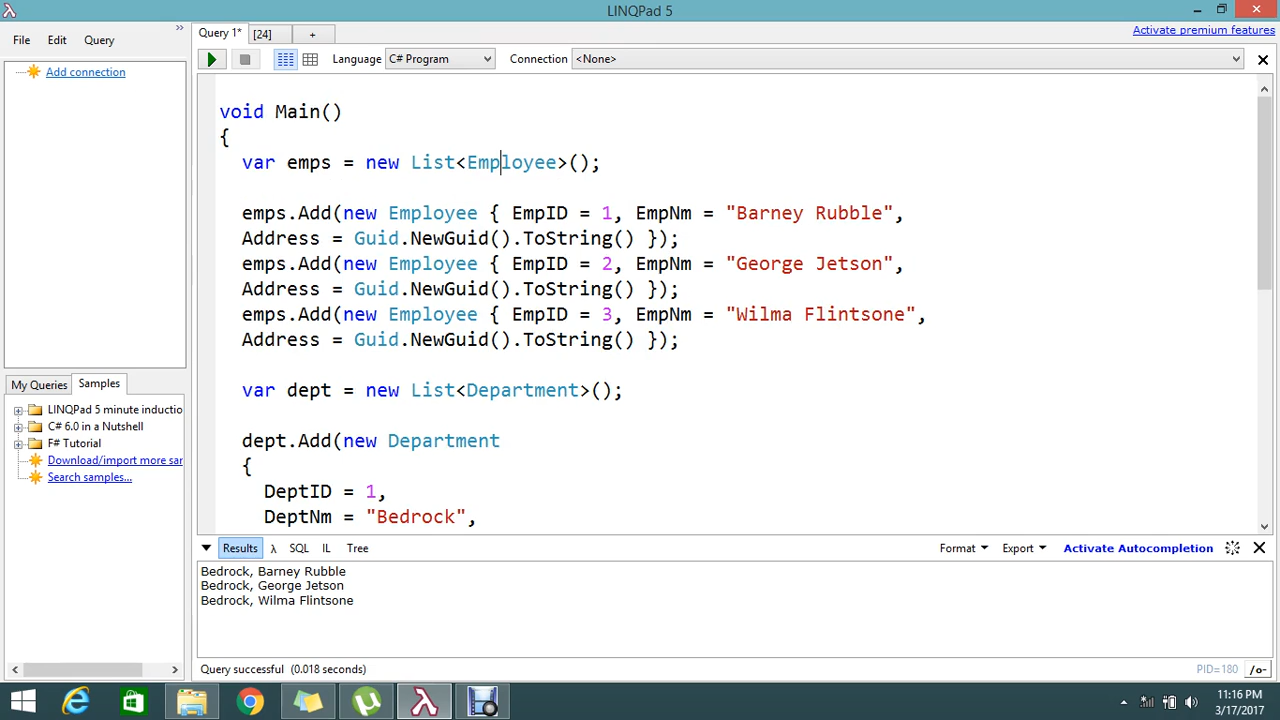 LINQPad 5
File Edit Query
Query 1* [24] +
Activate premium features
Language C# Program Connection <None>
Add connection
void Main()
{
var emps = new List<Employee>();
emps.Add(new Employee { EmpID = 1, EmpNm = "Barney Rubble",
Address = Guid.NewGuid().ToString() });
emps.Add(new Employee { EmpID = 2, EmpNm = "George Jetson",
Address = Guid.NewGuid().ToString() });
emps.Add(new Employee { EmpID = 3, EmpNm = "Wilma Flintsone",
Address = Guid.NewGuid().ToString() });
var dept = new List<Department>();
dept.Add(new Department
{
DeptID = 1,
DeptNm = "Bedrock",
My Queries Samples
LINQPad 5 minute inductio
C# 6.0 in a Nutshell
F# Tutorial
Download/import more sar
Search samples...
Results λ SQL IL Tree
Format Export Activate Autocompletion
Bedrock, Barney Rubble
Bedrock, George Jetson
Bedrock, Wilma Flintsone
Query successful (0.018 seconds)
PID=180 /o-
11:16 PM
3/17/2017